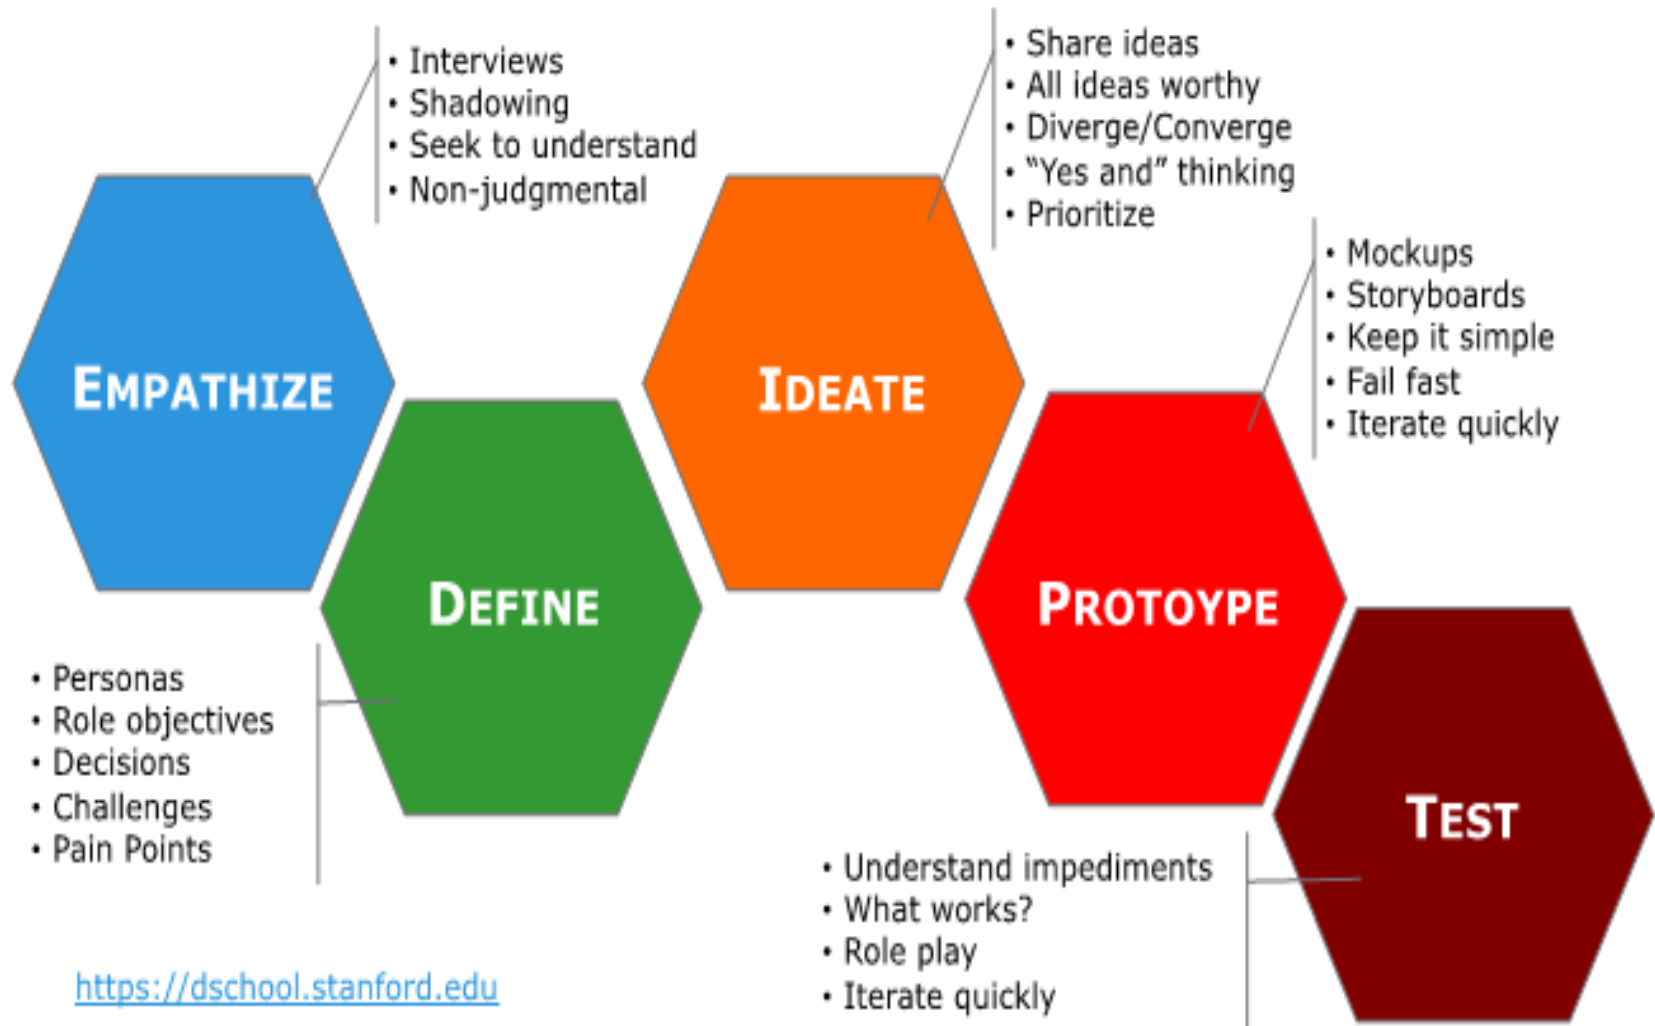 EMPATHIZE
• Interviews
• Shadowing
• Seek to understand
• Non-judgmental
DEFINE
• Personas
• Role objectives
• Decisions
• Challenges
• Pain Points
IDEATE
• Share ideas
• All ideas worthy
• Diverge/Converge
• “Yes and” thinking
• Prioritize
PROTOYPE
• Mockups
• Storyboards
• Keep it simple
• Fail fast
• Iterate quickly
TEST
• Understand impediments
• What works?
• Role play
• Iterate quickly
https://dschool.stanford.edu